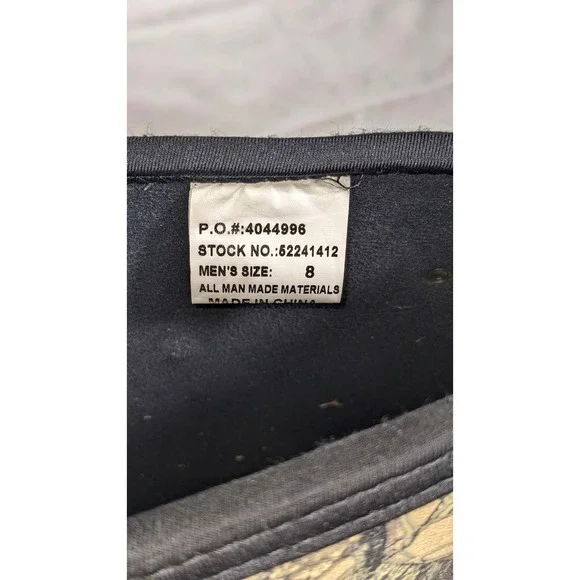 P.O.#:4044996
STOCK NO.:52241412
MEN'S SIZE: 8
ALL MAN MADE MATERIALS
MADE IN CHINA